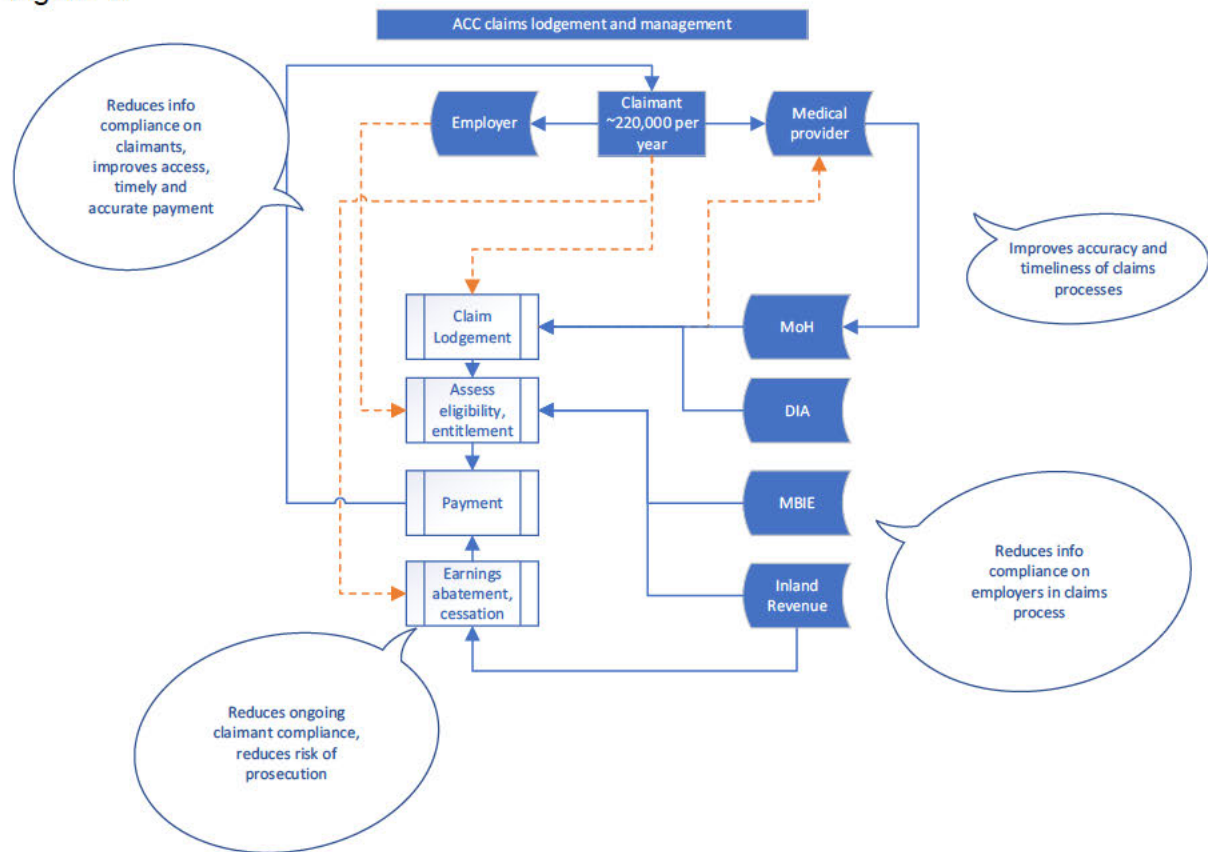 ACC claims lodgement and management
Reduces info
compliance on
claimants,
improves access,
timely and
accurate payment
Employer
Claimant
~220,000 per
year
Medical
provider
Improves accuracy and
timeliness of claims
processes
Claim
Lodgement
MoH
Assess
eligibility,
entitlement
DIA
Payment
MBIE
Reduces info
compliance on
employers in claims
process
Earnings
abatement,
cessation
Inland
Revenue
Reduces ongoing
claimant compliance,
reduces risk of
prosecution